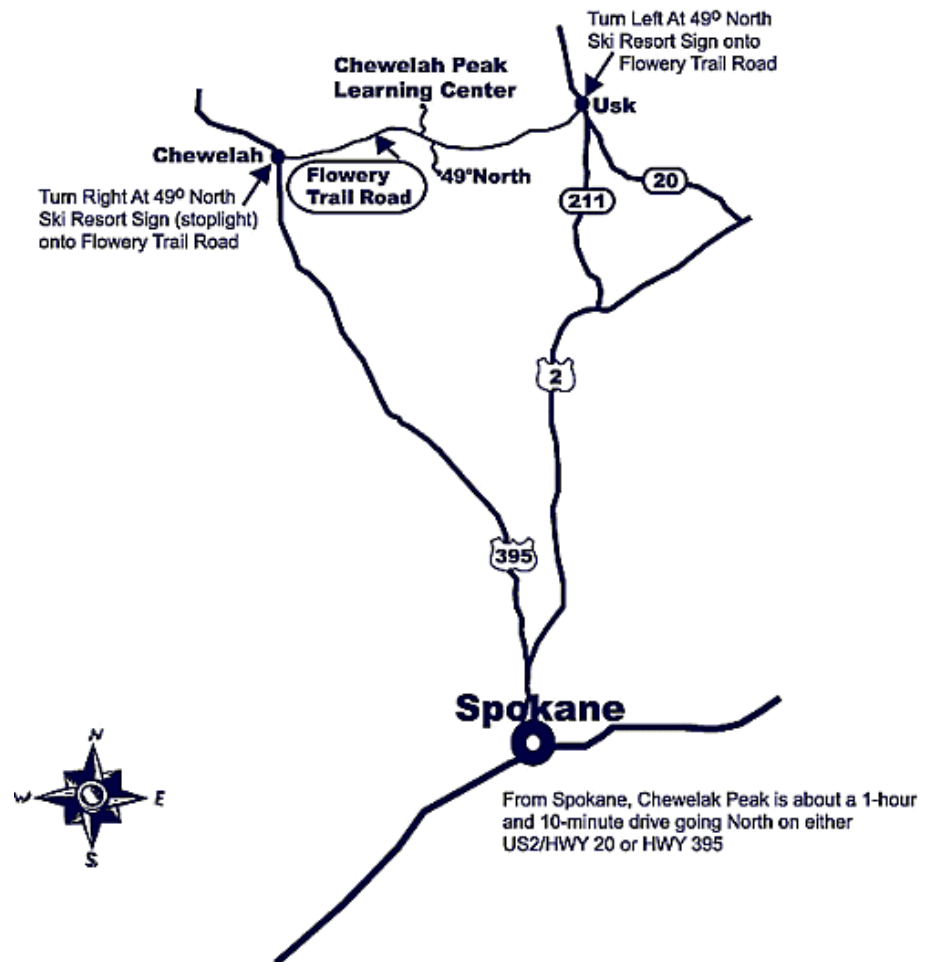 Turn Left At 49º North
Ski Resort Sign onto
Flowery Trail Road
Chewelah Peak
Learning Center
Usk
Chewelah
Flowery
Trail Road
49°North
20
211
Turn Right At 49º North
Ski Resort Sign (stoplight)
onto Flowery Trail Road
2
395
Spokane
N
W
E
S
From Spokane, Chewelak Peak is about a 1-hour
and 10-minute drive going North on either
US2/HWY 20 or HWY 395